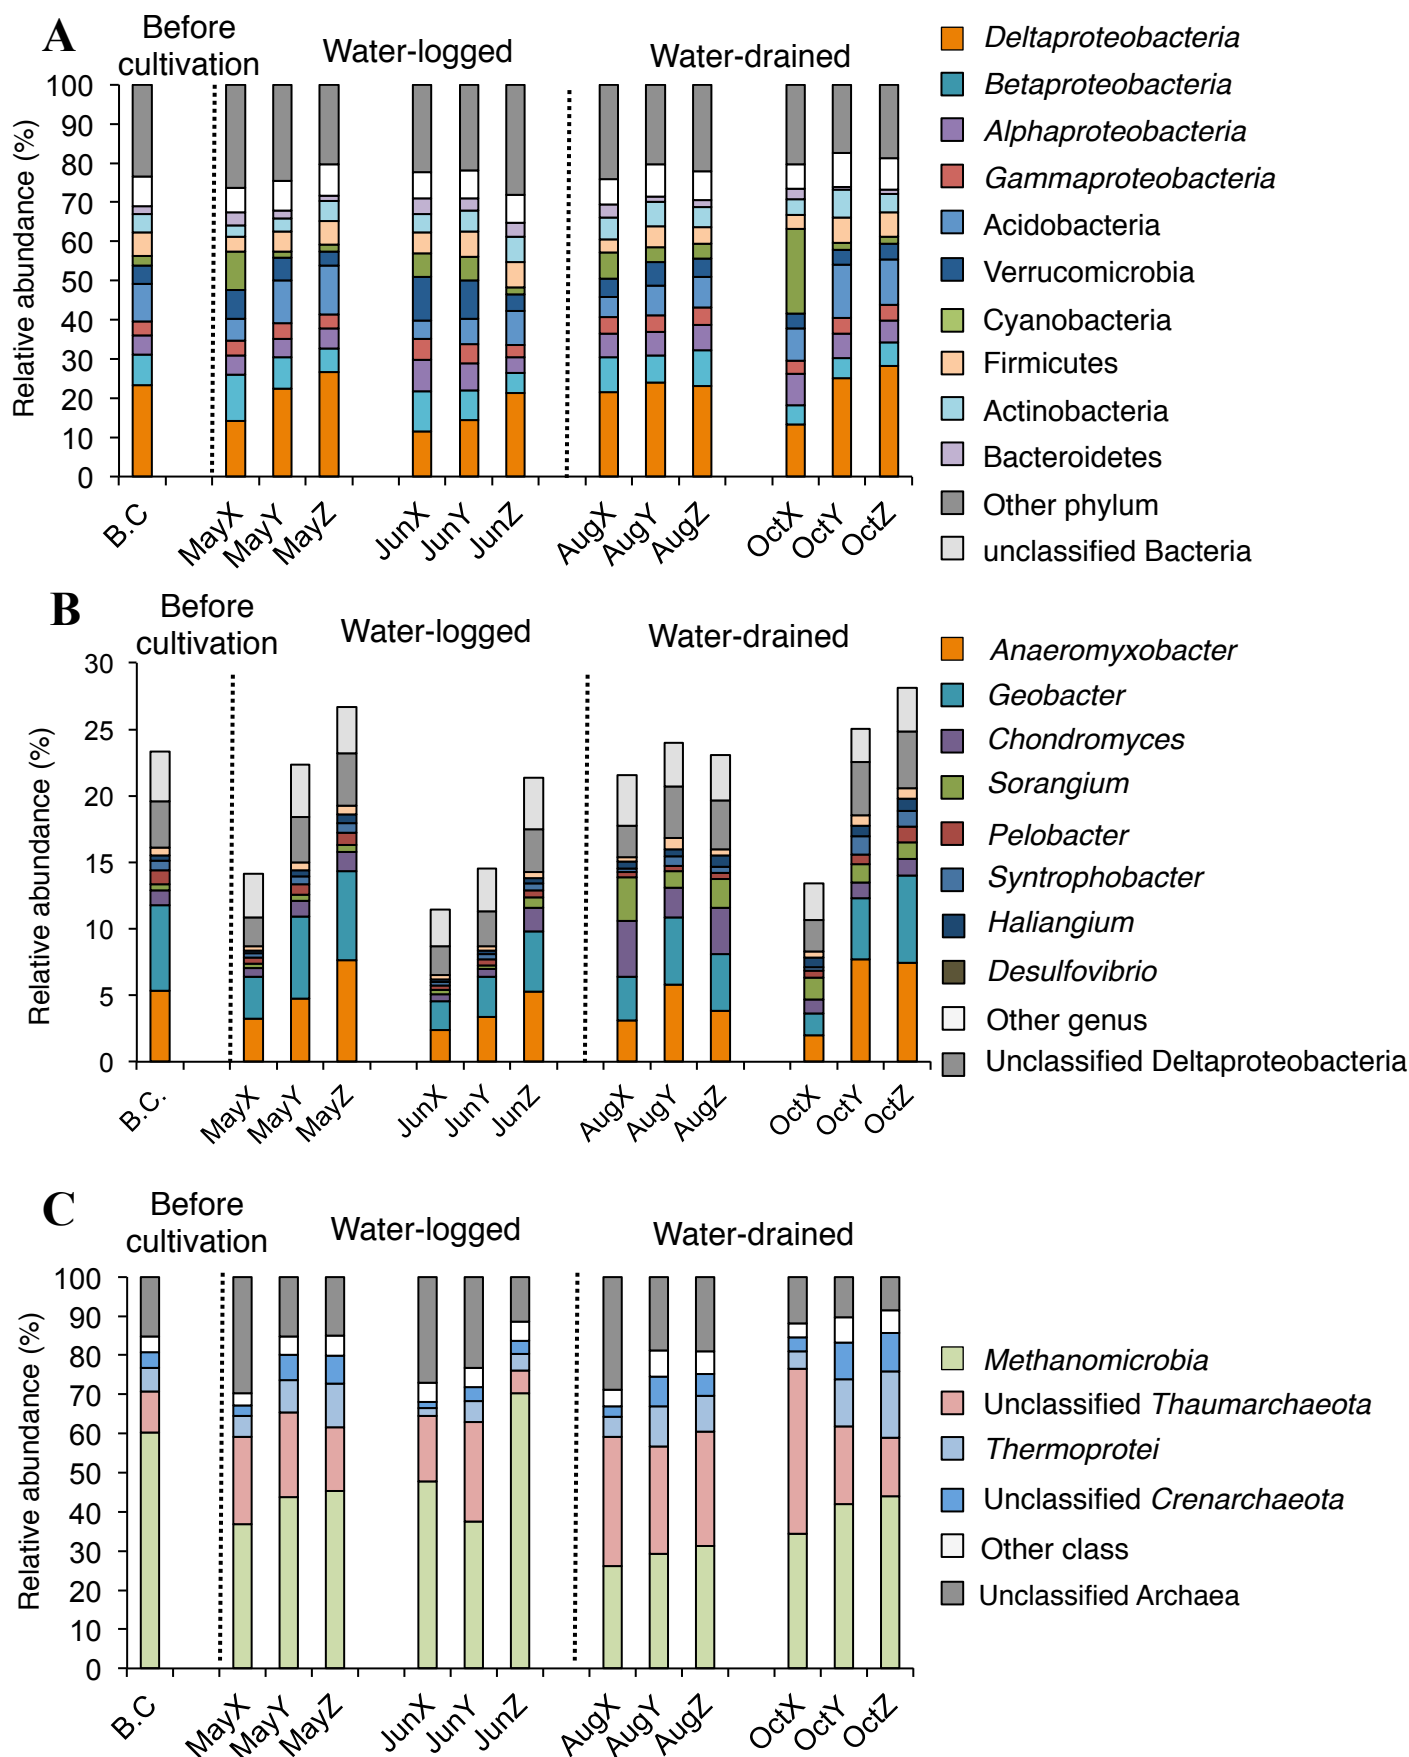 A
Before
cultivation
Water-logged
Water-drained
Relative abundance (%)
100
90
80
70
60
50
40
30
20
10
0
B.C
MayX
MayY
MayZ
JunX
JunY
JunZ
AugX
AugY
AugZ
OctX
OctY
OctZ
Deltaproteobacteria
Betaproteobacteria
Alphaproteobacteria
Gammaproteobacteria
Acidobacteria
Verrucomicrobia
Cyanobacteria
Firmicutes
Actinobacteria
Bacteroidetes
Other phylum
unclassified Bacteria
B
Before
cultivation
Water-logged
Water-drained
Relative abundance (%)
30
25
20
15
10
5
0
B.C.
MayX
MayY
MayZ
JunX
JunY
JunZ
AugX
AugY
AugZ
OctX
OctY
OctZ
Anaeromyxobacter
Geobacter
Chondromyces
Sorangium
Pelobacter
Syntrophobacter
Haliangium
Desulfovibrio
Other genus
Unclassified Deltaproteobacteria
C
Before
cultivation
Water-logged
Water-drained
Relative abundance (%)
100
90
80
70
60
50
40
30
20
10
0
B.C
MayX
MayY
MayZ
JunX
JunY
JunZ
AugX
AugY
AugZ
OctX
OctY
OctZ
Methanomicrobia
Unclassified Thaumarchaeota
Thermoprotei
Unclassified Crenarchaeota
Other class
Unclassified Archaea